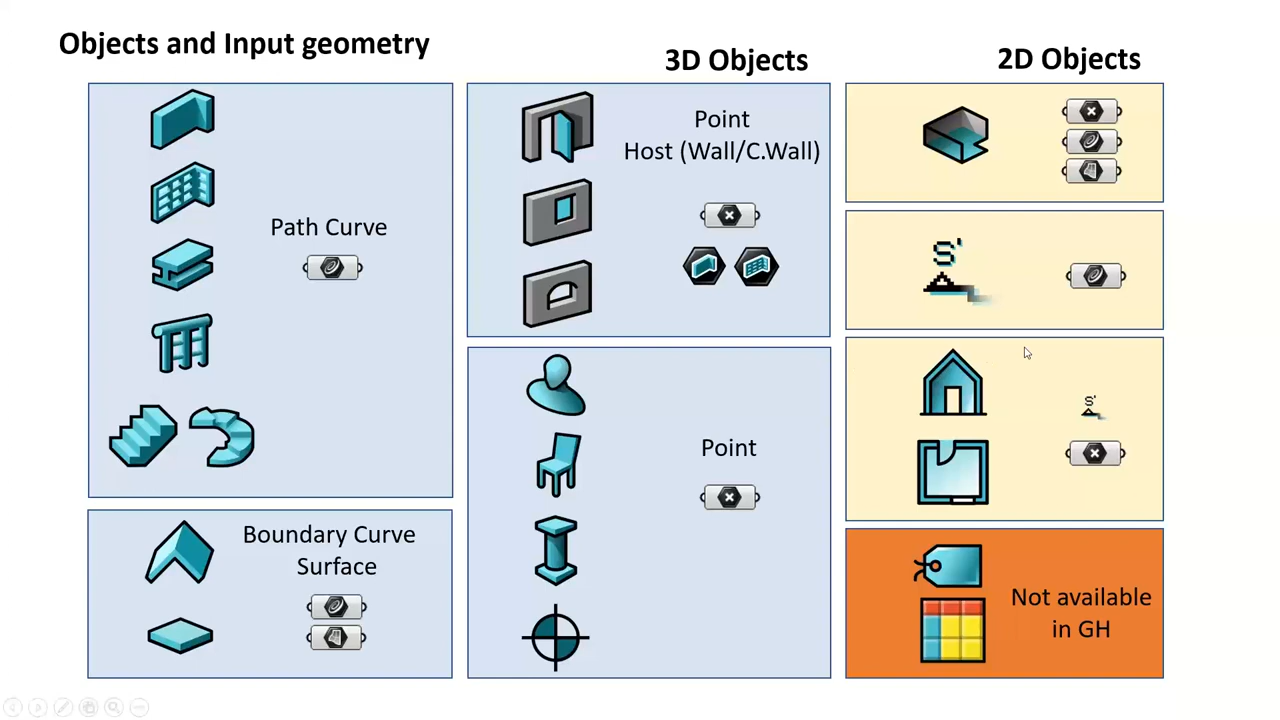 Objects and Input geometry
3D Objects
2D Objects
Path Curve
Boundary Curve
Surface
Point
Host (Wall/C.Wall)
Point
S'
S'
Not available
in GH